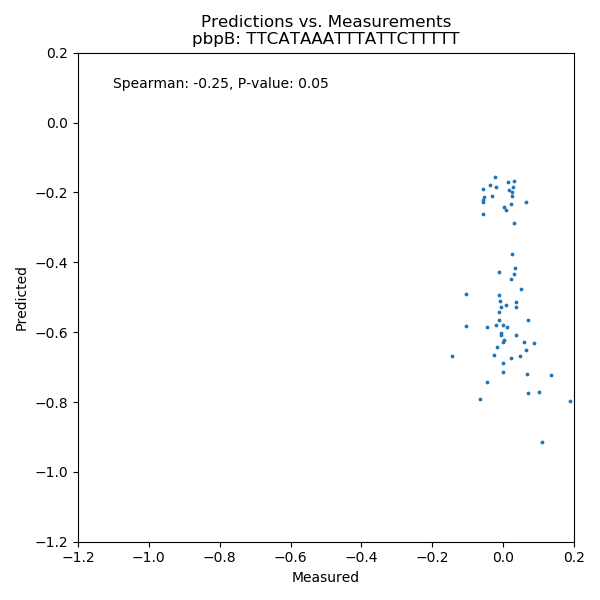 Predictions vs. Measurements
pbpB: TTCATAAATTTATTCTTTTT
Spearman: -0.25, P-value: 0.05
0.2
0.0
−0.2
−0.4
−0.6
−0.8
−1.0
−1.2
Predicted
−1.2 −1.0 −0.8 −0.6 −0.4 −0.2 0.0 0.2
Measured